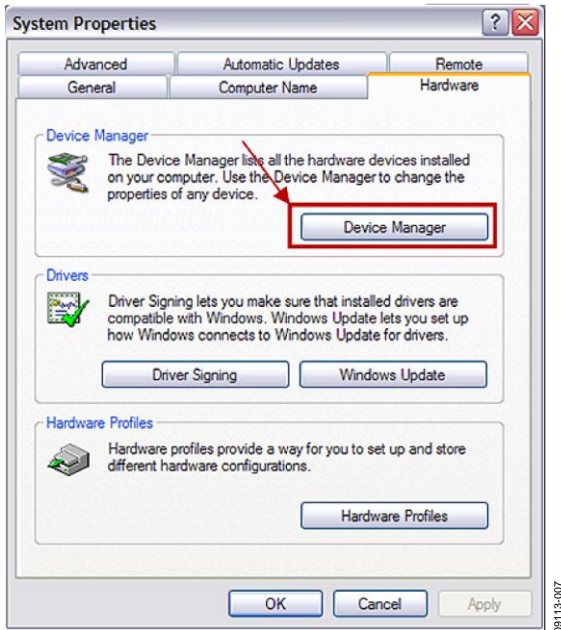 System Properties
?
X
Advanced
Automatic Updates
Remote
General
Computer Name
Hardware
Device Manager
The Device Manager lists all the hardware devices installed
on your computer. Use the Device Manager to change the
properties of any device.
Device Manager
Drivers
Driver Signing lets you make sure that installed drivers are
compatible with Windows. Windows Update lets you set up
how Windows connects to Windows Update for drivers.
Driver Signing
Windows Update
Hardware Profiles
Hardware profiles provide a way for you to set up and store
different hardware configurations.
Hardware Profiles
OK
Cancel
Apply
09113-007